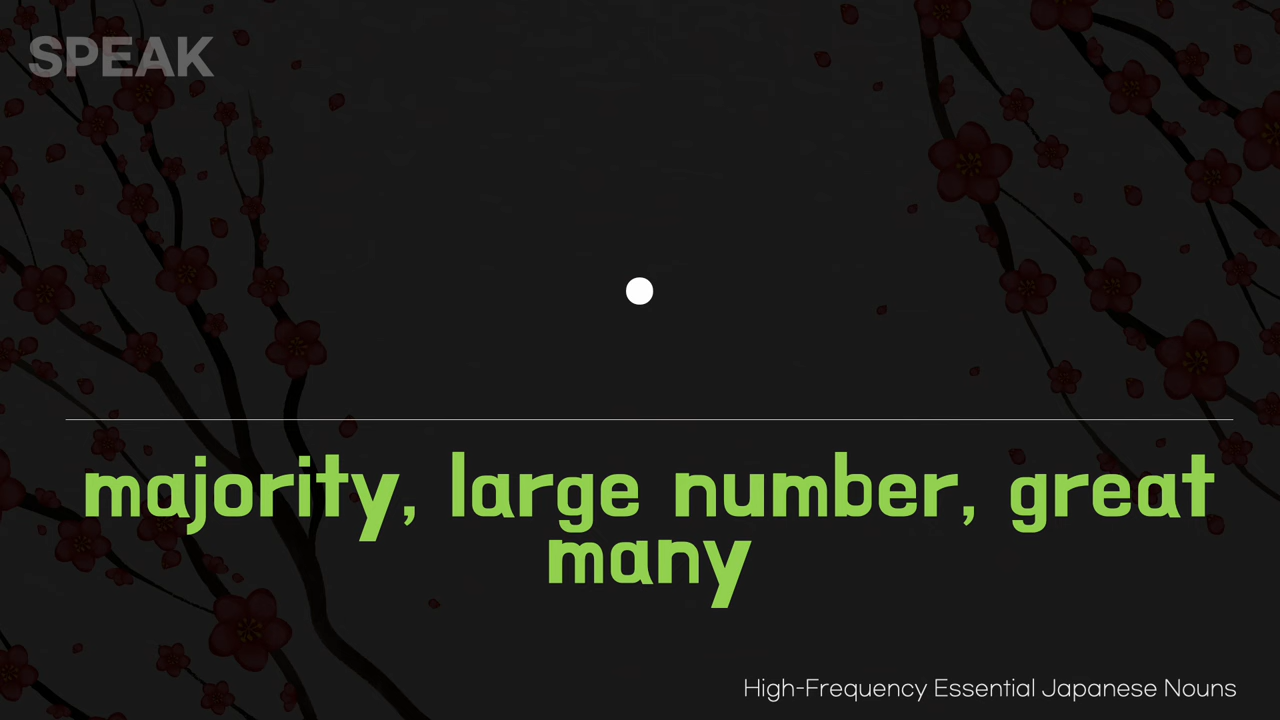 SPEAK
majority, large number, great
many
High-Frequency Essential Japanese Nouns